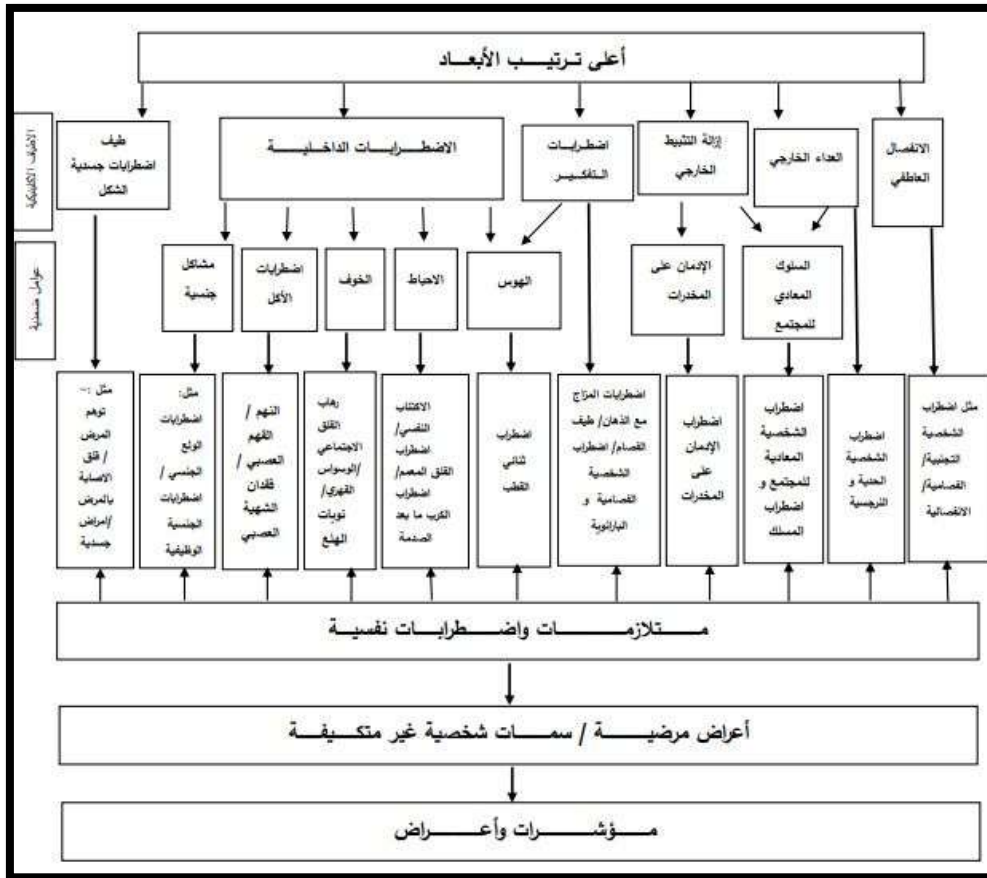 أعلى ترتيب الأبعاد
الانفصال
العاطفي
العداء الخارجي
إزالة التثبيط
الخارجي
اضطرابات
التفكير
الاضطرابات الداخلية
طيف
اضطرابات جسدية
الشكل
الاطياف الاكلينيكية
السلوك
المعادي
للمجتمع
الإدمان على
المخدرات
الهوس
الاحباط
الخوف
اضطرابات
الأكل
مشاكل
جنسية
عوامل ضمنية
مثل اضطراب
الشخصية
التجنبية/
الفصامية/
الانفصالية
اضطراب
الشخصية
الحدية و
النرجسية
اضطراب
الشخصية
المعادية
للمجتمع و
اضطراب
المسلك
اضطراب
الإدمان
على
المخدرات
اضطرابات المزاج
مع الذهان/ طيف
الفصام/ اضطراب
الشخصية
الفصامية و
البارانوية
اضطراب
ثنائي
القطب
الاكتئاب
النفسي/
اضطراب
القلق المعمم/
اضطراب
الكرب ما بعد
الصدمة
رهاب
القلق
الاجتماعي
/الوسواس
القهري/
نوبات
الهلع
النهم /
القهم
العصبي /
فقدان
الشهية
العصبي
مثل:
اضطرابات
الولع
الجنسي /
اضطرابات
الجنسية
الوظيفية
مثل :–
توهم
المرض
/ قلق
الاصابة
بالمرض
/امراض
جسدية
متلازمات واضطرابات نفسية
أعراض مرضية / سمات شخصية غير متكيفة
مؤشرات وأعراض